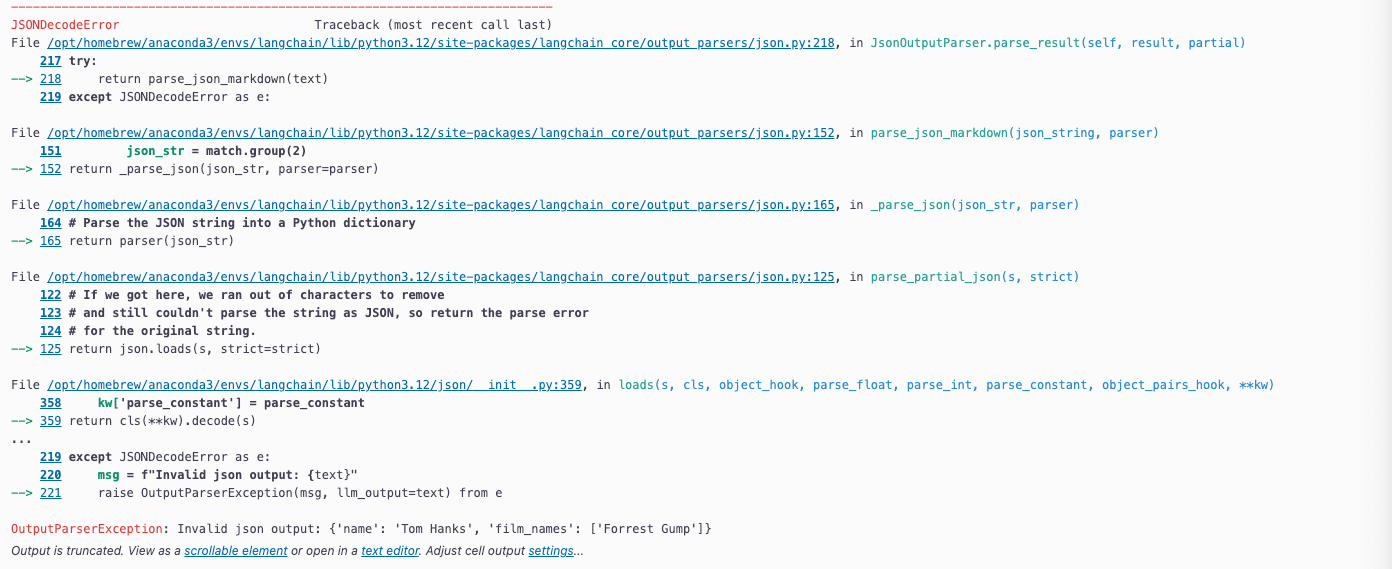 JSONDecodeError Traceback (most recent call last)
File /opt/homebrew/anaconda3/envs/langchain/lib/python3.12/site-packages/langchain_core/output_parsers/json.py:218, in JsonOutputParser.parse_result(self, result, partial)
217 try:
--> 218 return parse_json_markdown(text)
219 except JSONDecodeError as e:
File /opt/homebrew/anaconda3/envs/langchain/lib/python3.12/site-packages/langchain_core/output_parsers/json.py:152, in parse_json_markdown(json_string, parser)
151 json_str = match.group(2)
--> 152 return _parse_json(json_str, parser=parser)
File /opt/homebrew/anaconda3/envs/langchain/lib/python3.12/site-packages/langchain_core/output_parsers/json.py:165, in _parse_json(json_str, parser)
164 # Parse the JSON string into a Python dictionary
--> 165 return parser(json_str)
File /opt/homebrew/anaconda3/envs/langchain/lib/python3.12/site-packages/langchain_core/output_parsers/json.py:125, in parse_partial_json(s, strict)
122 # If we got here, we ran out of characters to remove
123 # and still couldn't parse the string as JSON, so return the parse error
124 # for the original string.
--> 125 return json.loads(s, strict=strict)
File /opt/homebrew/anaconda3/envs/langchain/lib/python3.12/json/__init__.py:359, in loads(s, cls, object_hook, parse_float, parse_int, parse_constant, object_pairs_hook, **kw)
358 kw['parse_constant'] = parse_constant
--> 359 return cls(**kw).decode(s)
...
219 except JSONDecodeError as e:
220 msg = f"Invalid json output: {text}"
--> 221 raise OutputParserException(msg, llm_output=text) from e
OutputParserException: Invalid json output: {'name': 'Tom Hanks', 'film_names': ['Forrest Gump']}
Output is truncated. View as a scrollable element or open in a text editor. Adjust cell output settings...